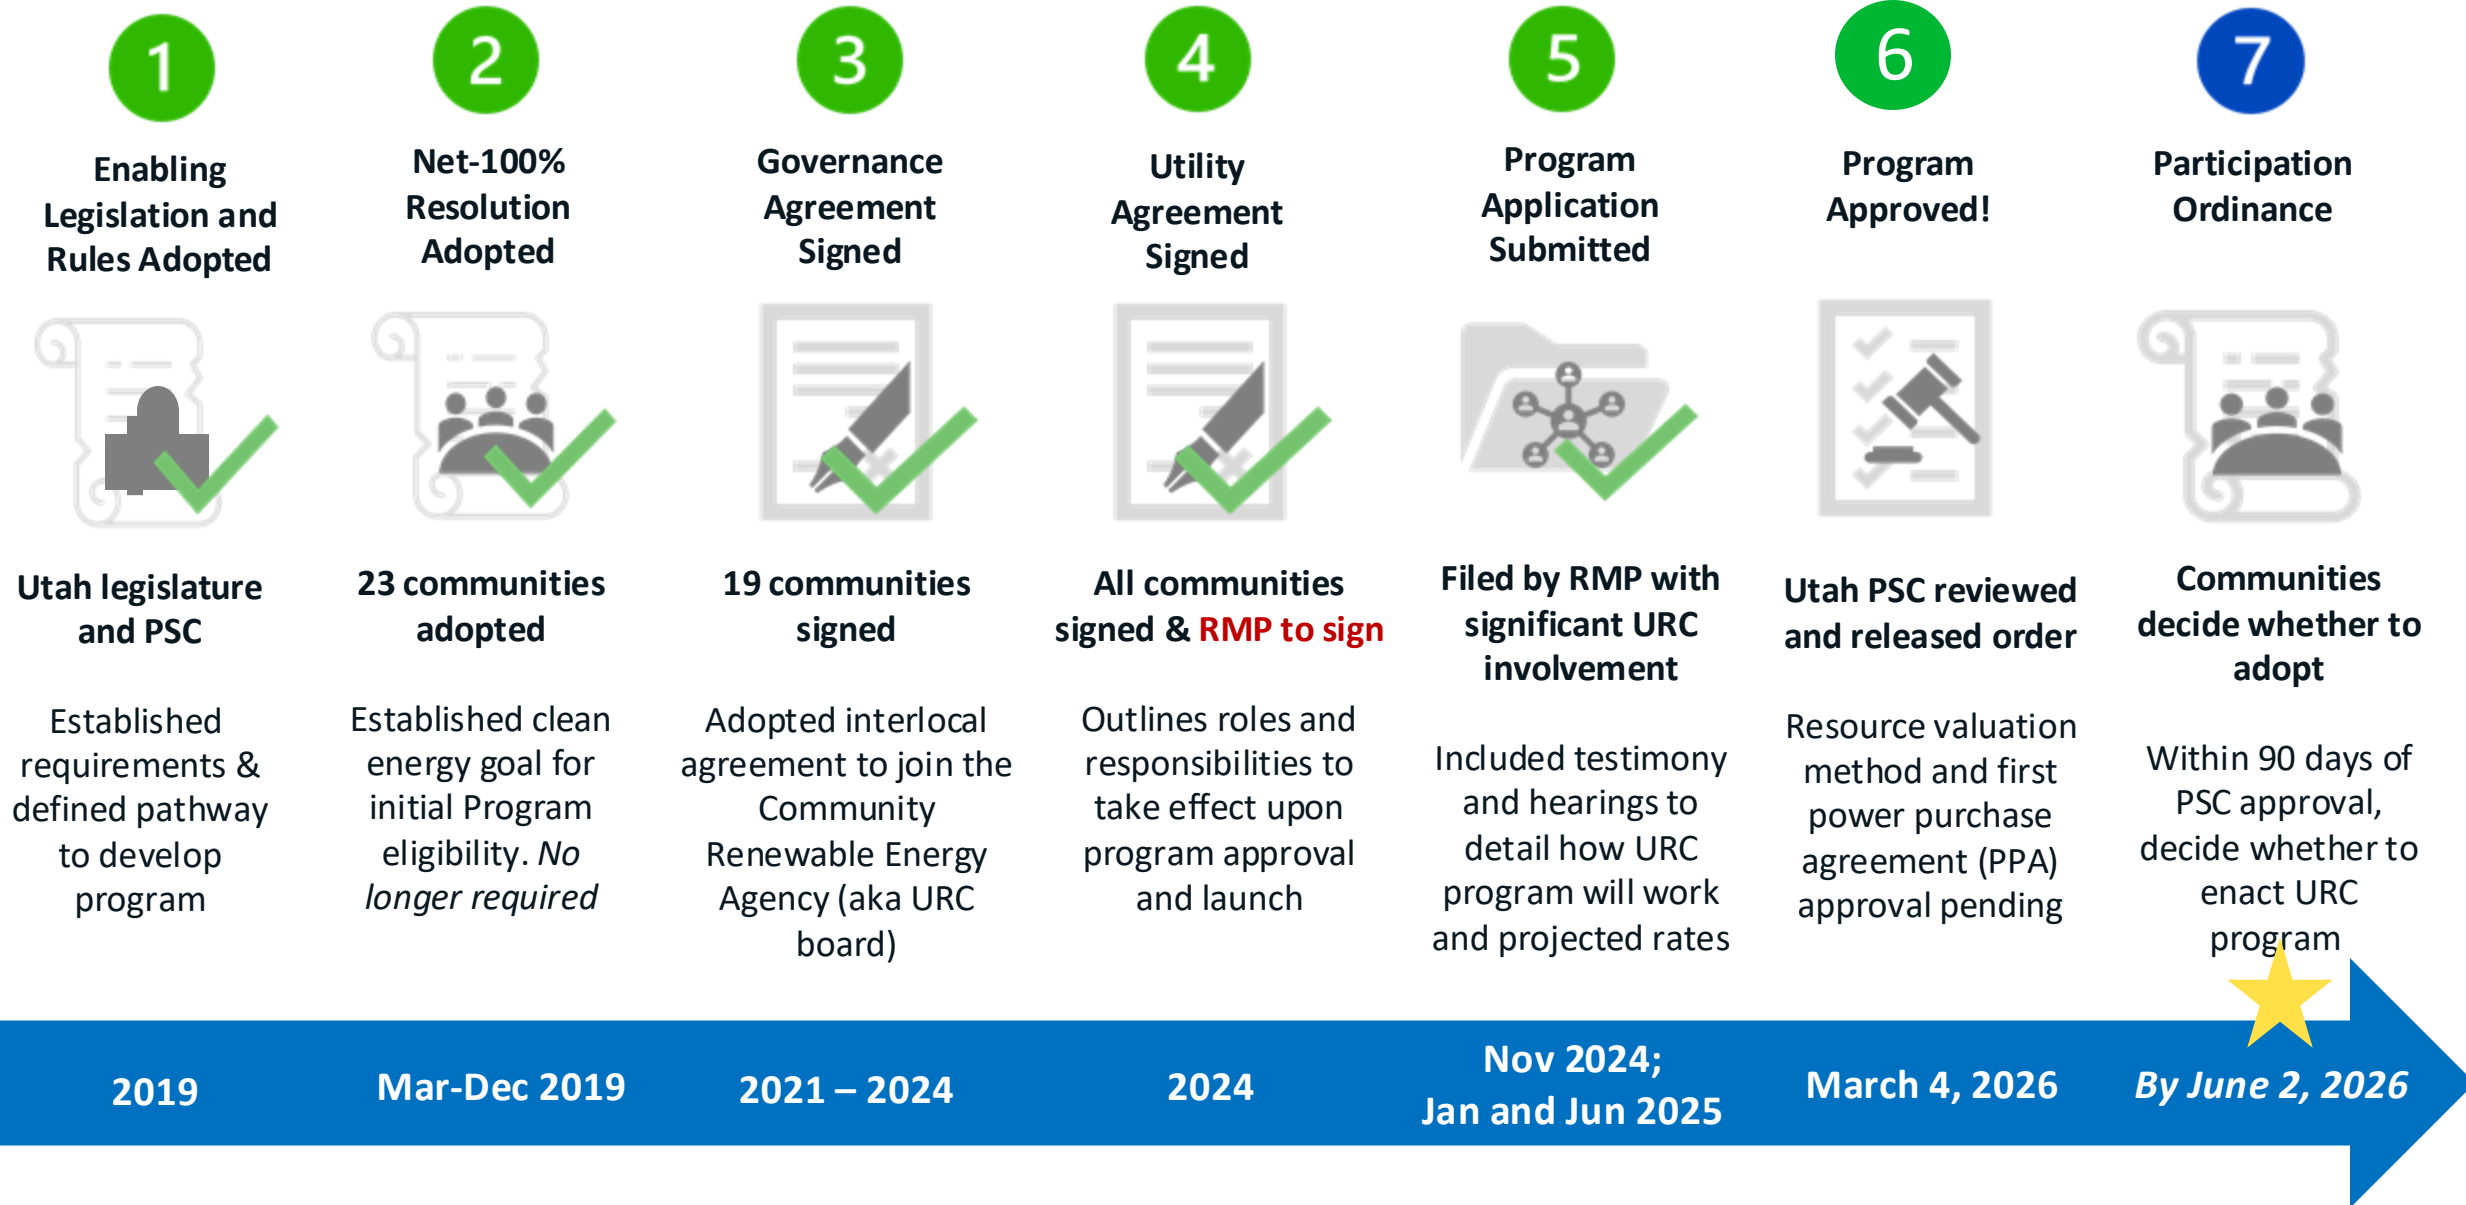 1
Enabling
Legislation and
Rules Adopted
Utah legislature
and PSC
Established
requirements &
defined pathway
to develop
program
2019
2
Net-100%
Resolution
Adopted
23 communities
adopted
Established clean
energy goal for
initial Program
eligibility. No
longer required
Mar-Dec 2019
3
Governance
Agreement
Signed
19 communities
signed
Adopted interlocal
agreement to join the
Community
Renewable Energy
Agency (aka URC
board)
2021 – 2024
4
Utility
Agreement
Signed
All communities
signed & RMP to sign
Outlines roles and
responsibilities to
take effect upon
program approval
and launch
2024
5
Program
Application
Submitted
Filed by RMP with
significant URC
involvement
Included testimony
and hearings to
detail how URC
program will work
and projected rates
Nov 2024;
Jan and Jun 2025
6
Program
Approved!
Utah PSC reviewed
and released order
Resource valuation
method and first
power purchase
agreement (PPA)
approval pending
March 4, 2026
7
Participation
Ordinance
Communities
decide whether to
adopt
Within 90 days of
PSC approval,
decide whether to
enact URC
program
By June 2, 2026